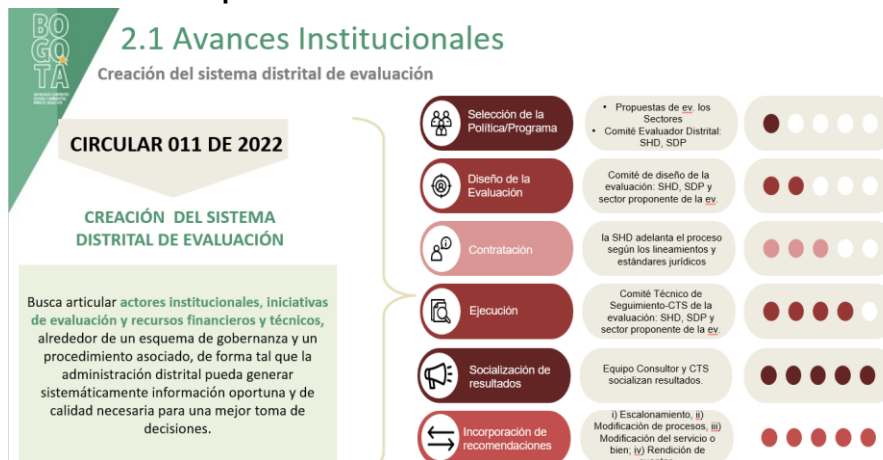 BO
GO
TA
2.1 Avances Institucionales
Creación del sistema distrital de evaluación
CIRCULAR 011 DE 2022
CREACIÓN DEL SISTEMA
DISTRITAL DE EVALUACIÓN
Busca articular actores institucionales, iniciativas
de evaluación y recursos financieros y técnicos,
alrededor de un esquema de gobernanza y un
procedimiento asociado, de forma tal que la
administración distrital pueda generar
sistemáticamente información oportuna y de
calidad necesaria para una mejor toma de
decisiones.
Selección de la
Política/Programa
• Propuestas de ev. los
Sectores
• Comité Evaluador Distrital:
SHD, SDP
Diseño de la
Evaluación
Comité de diseño de la
evaluación: SHD, SDP y
sector proponente de la ev.
Contratación
la SHD adelanta el proceso
según los lineamientos y
estándares jurídicos
Ejecución
Comité Técnico de
Seguimiento-CTS de la
evaluación: SHD, SDP y
sector proponente de la ev.
Socialización de
resultados
Equipo Consultor y CTS
socializan resultados.
Incorporación de
recomendaciones
i) Escalonamiento, ii)
Modificación de procesos, iii)
Modificación del servicio o
bien; iv) Rendición de